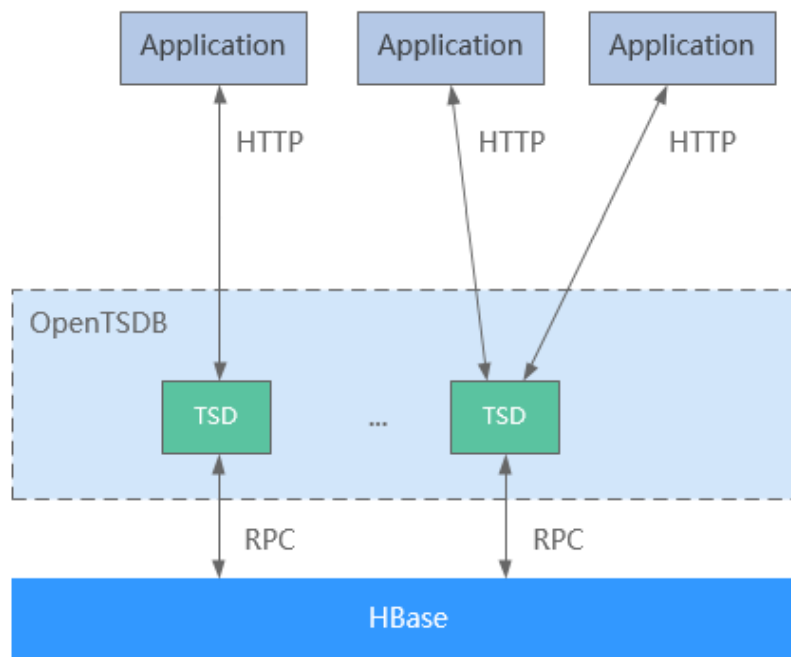 Application Application Application
HTTP HTTP HTTP
OpenTSDB
TSD ... TSD
RPC RPC
HBase